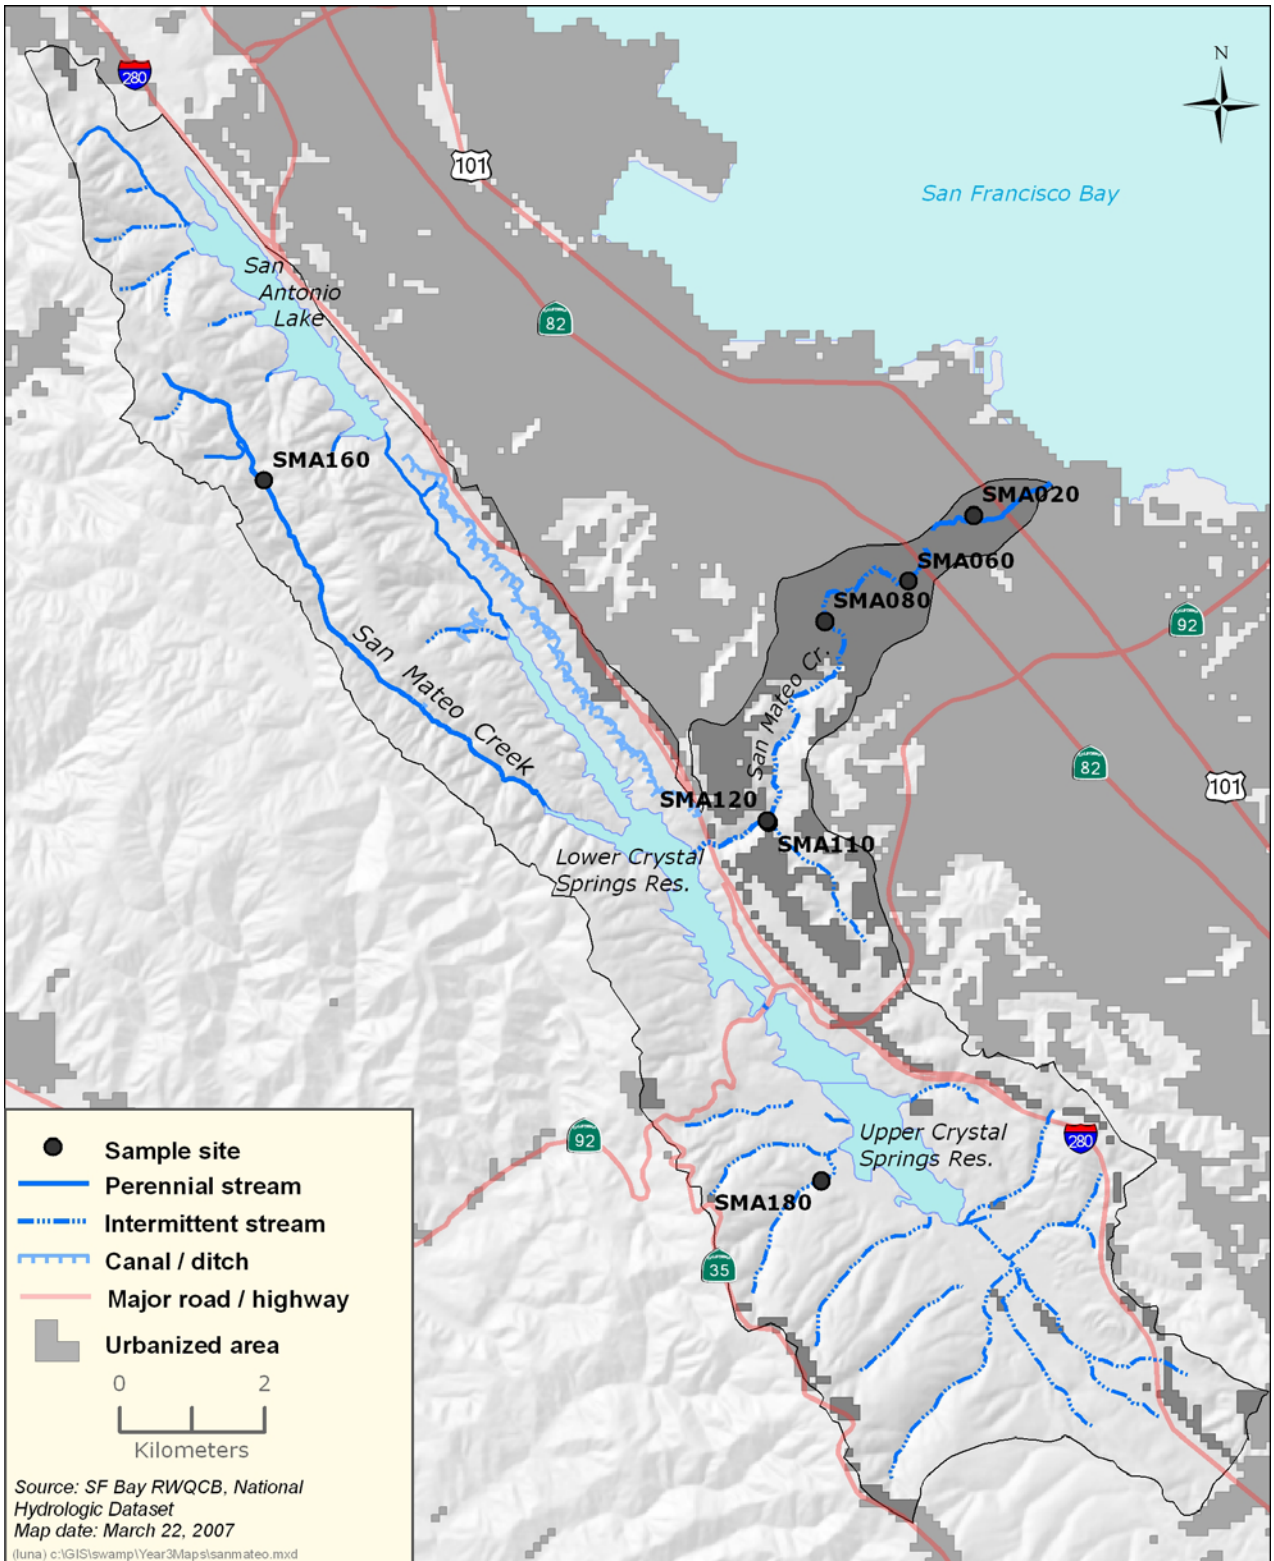 280
N
101
San Francisco Bay
San
Antonio
Lake
82
SMA160
SMA020
SMA060
SMA080
92
San Mateo Creek
San Mateo Cr.
82
101
SMA120
SMA110
Lower Crystal
Springs Res.
92
Upper Crystal
Springs Res.
280
SMA180
35
Sample site
Perennial stream
Intermittent stream
Canal / ditch
Major road / highway
Urbanized area
0 2
Kilometers
Source: SF Bay RWQCB, National
Hydrologic Dataset
Map date: March 22, 2007
(luna) c:\GIS\swamp\Year3Maps\sanmateo.mxd